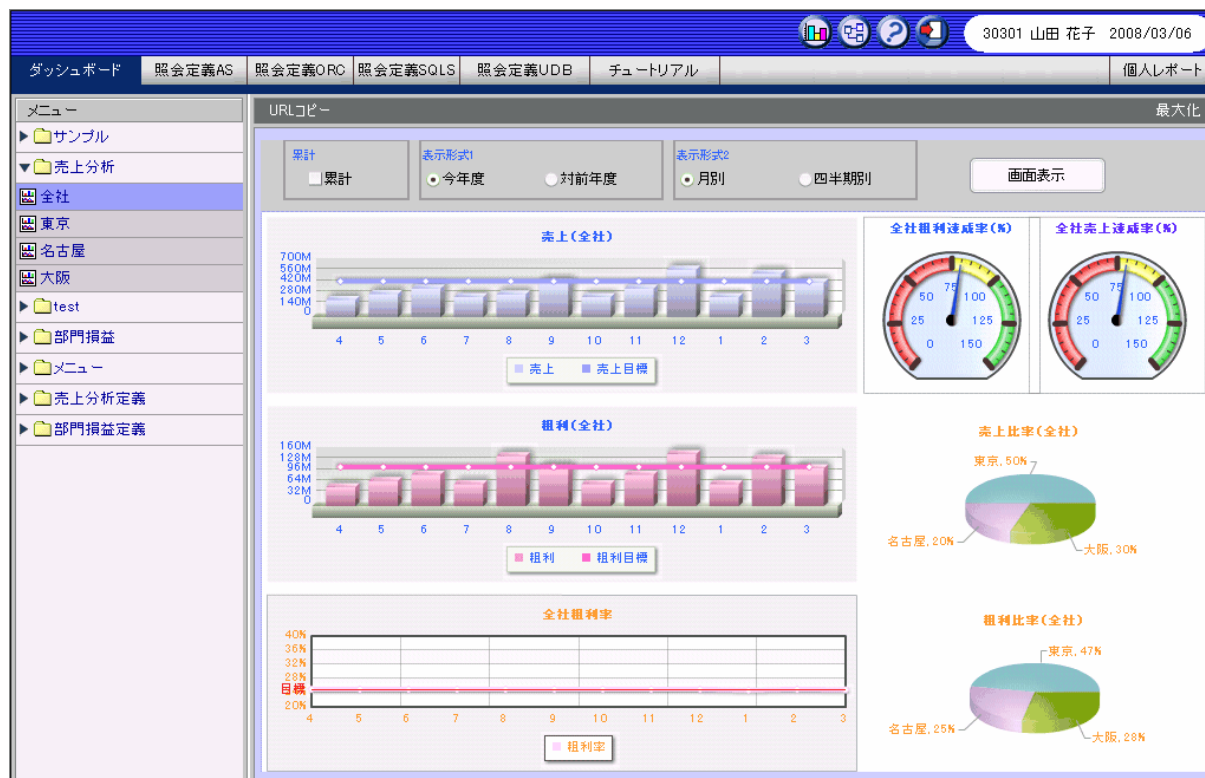 30301 山田 花子 2008/03/06
ダッシュボード 照会定義AS 照会定義ORC 照会定義SQLS 照会定義UDB チュートリアル 個人レポート
メニュー
サンプル
売上分析
全社
東京
名古屋
大阪
test
部門損益
メニュー
売上分析定義
部門損益定義
URLコピー 最大化
累計
累計
表示形式1
今年度 対前年度
表示形式2
月別 四半期別
画面表示
売上(全社)
700M
560M
420M
280M
140M
0
4 5 6 7 8 9 10 11 12 1 2 3
売上 売上目標
全社粗利達成率(%)
0 25 50 75 100 125 150
全社売上達成率(%)
0 25 50 75 100 125 150
粗利(全社)
160M
128M
96M
64M
32M
0
4 5 6 7 8 9 10 11 12 1 2 3
粗利 粗利目標
売上比率(全社)
東京, 50%
名古屋, 20%
大阪, 30%
全社粗利率
40%
36%
32%
28%
目標
20%
4 5 6 7 8 9 10 11 12 1 2 3
粗利率
粗利比率(全社)
東京, 47%
名古屋, 25%
大阪, 28%